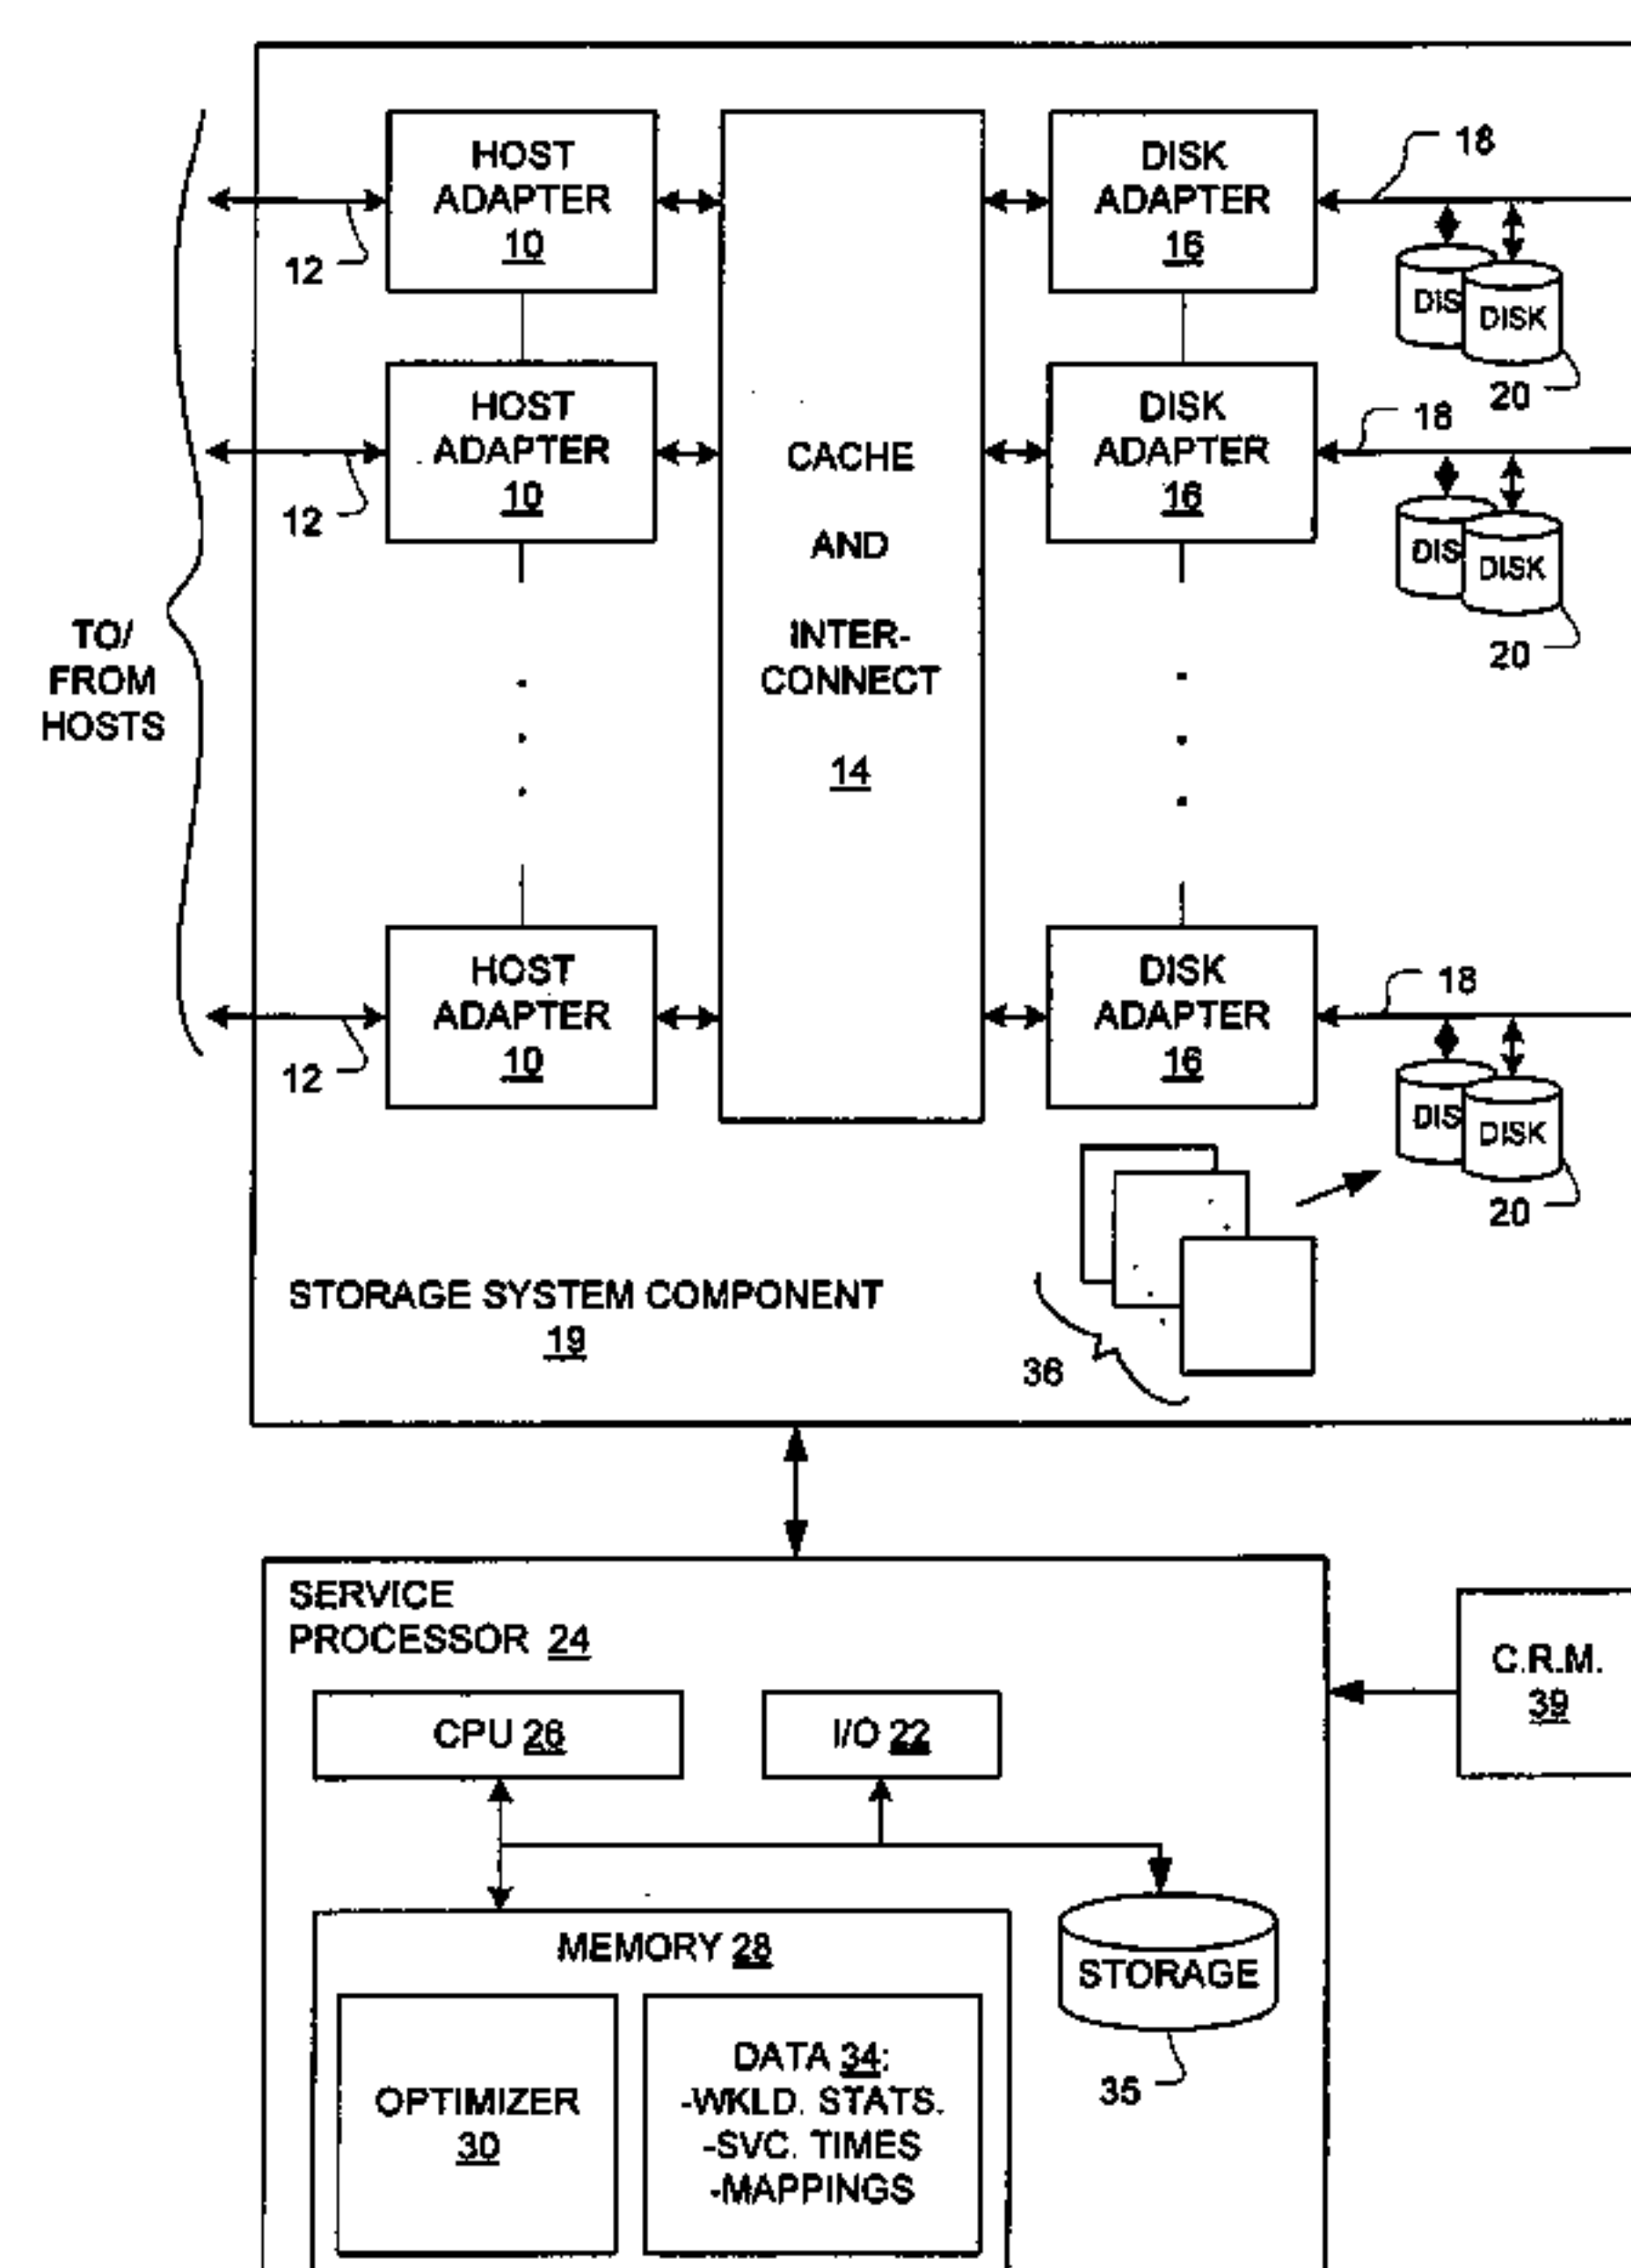 HOST
ADAPTER
10
12
DISK
ADAPTER
16
18
DIS
DISK
20
HOST
ADAPTER
10
12
CACHE
AND
INTER-
CONNECT
14
DISK
ADAPTER
16
18
DIS
DISK
20
TO/
FROM
HOSTS
HOST
ADAPTER
10
12
DISK
ADAPTER
16
18
DIS
DISK
20
STORAGE SYSTEM COMPONENT
19
36
SERVICE
PROCESSOR 24
C.R.M.
39
CPU 26
I/O 22
MEMORY 28
STORAGE
35
OPTIMIZER
30
DATA 34:
-WKLD. STATS.
-SVC. TIMES
-MAPPINGS